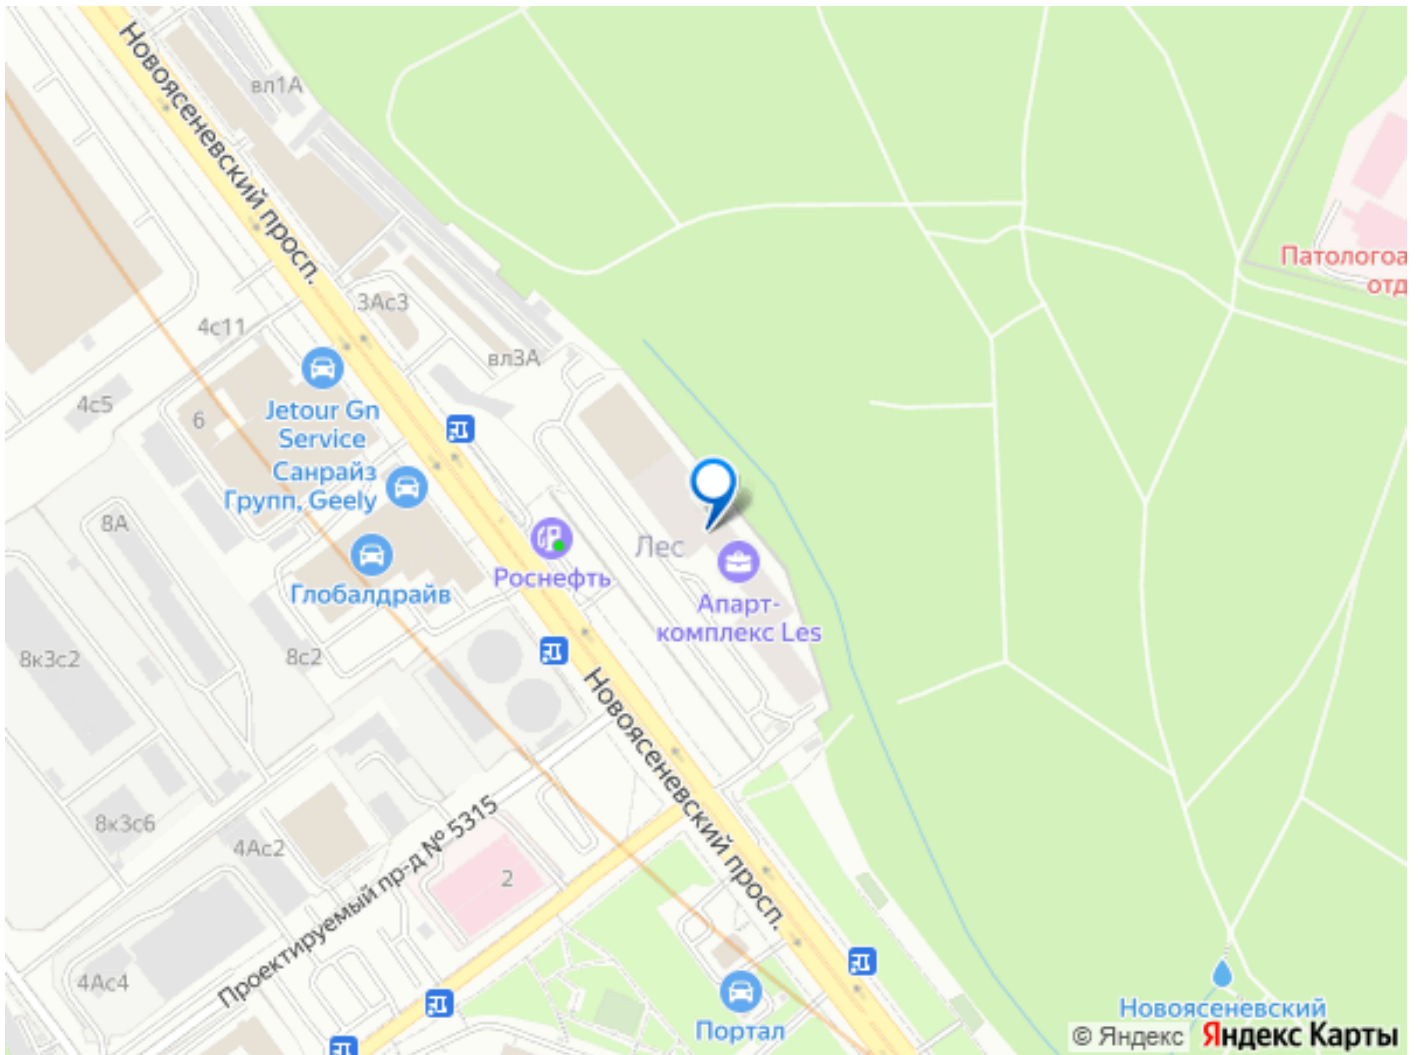 Новоясеневский просп.
вл1А
Патологоа
отд
3Ас3
4с11
вл3А
4с5
6
Jetour Gn
Service
Санрайз
Групп, Geely
8А
Лес
Роснефть
Глобалдрайв
Апарт-
комплекс Les
8к3с2
8с2
Новоясеневский просп.
8к3с6
4Ас2
Проектируемый пр-д № 5315
2
4Ас4
Портал
Новоясеневский
© Яндекс Яндекс Карты